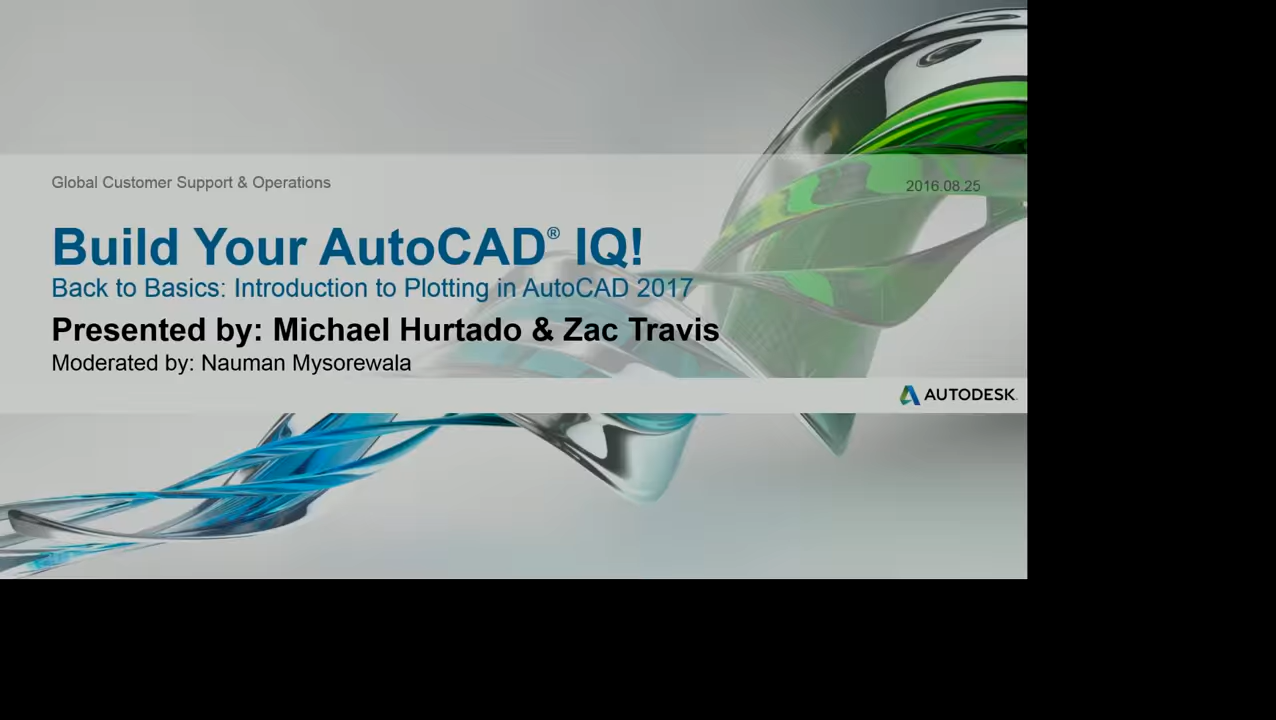 Global Customer Support & Operations
2016.08.25
Build Your AutoCAD® IQ!
Back to Basics: Introduction to Plotting in AutoCAD 2017
Presented by: Michael Hurtado & Zac Travis
Moderated by: Nauman Mysorewala
AUTODESK.